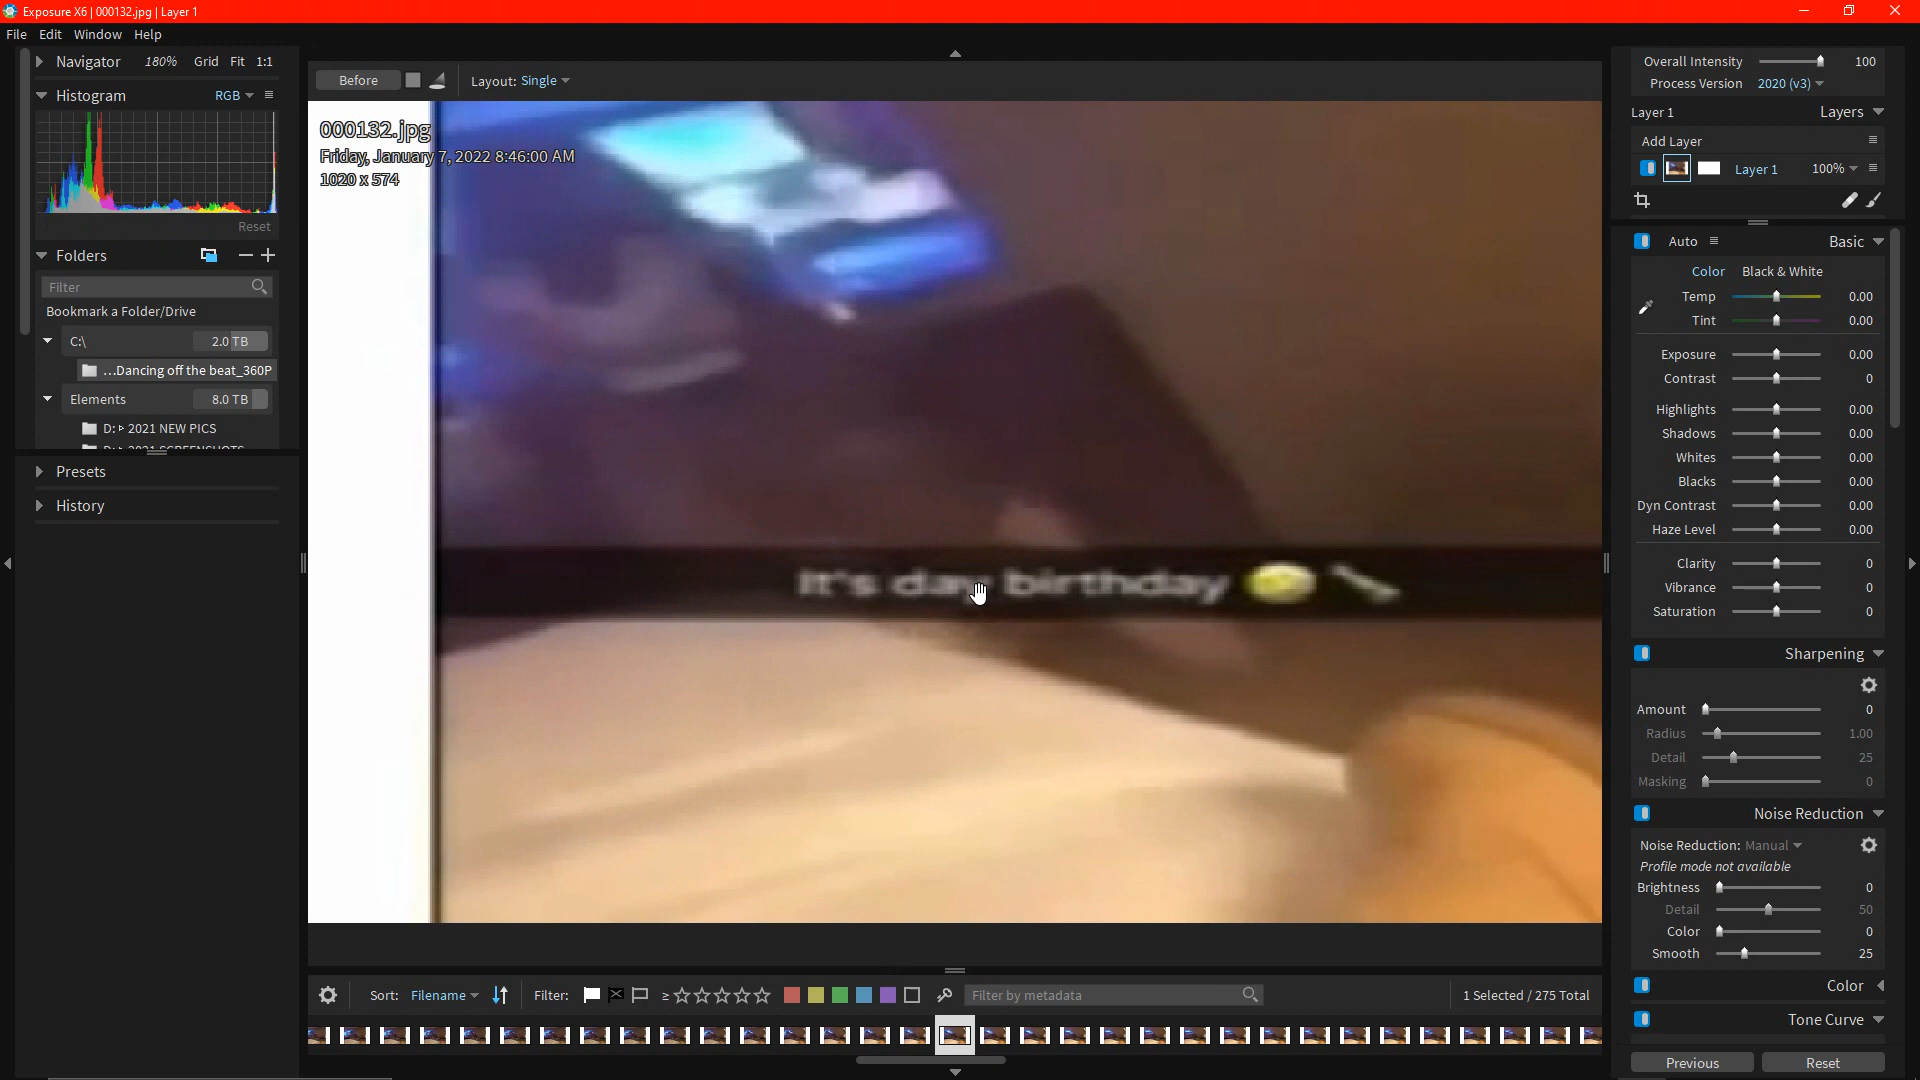 Exposure X6 | 000132.jpg | Layer 1
File Edit Window Help
Navigator 180% Grid Fit 1:1
Histogram RGB
Reset
Folders
Filter
Bookmark a Folder/Drive
C:\ 2.0 TB
...Dancing off the beat_360P
Elements 8.0 TB
D: 2021 NEW PICS
D: 2021 SCREENSHOTS
Presets
History
Before Layout: Single
000132.jpg
Friday, January 7, 2022 8:46:00 AM
1020 x 574
It's day birthday
Sort: Filename Filter: ≥ Filter by metadata 1 Selected / 275 Total
Overall Intensity 100
Process Version 2020 (v3)
Layer 1 Layers
Add Layer
Layer 1 100%
Auto Basic
Color Black & White
Temp 0.00
Tint 0.00
Exposure 0.00
Contrast 0
Highlights 0.00
Shadows 0.00
Whites 0.00
Blacks 0.00
Dyn Contrast 0.00
Haze Level 0.00
Clarity 0
Vibrance 0
Saturation 0
Sharpening
Amount 0
Radius 1.00
Detail 25
Masking 0
Noise Reduction
Noise Reduction: Manual
Profile mode not available
Brightness 0
Detail 50
Color 0
Smooth 25
Color
Tone Curve
Previous Reset